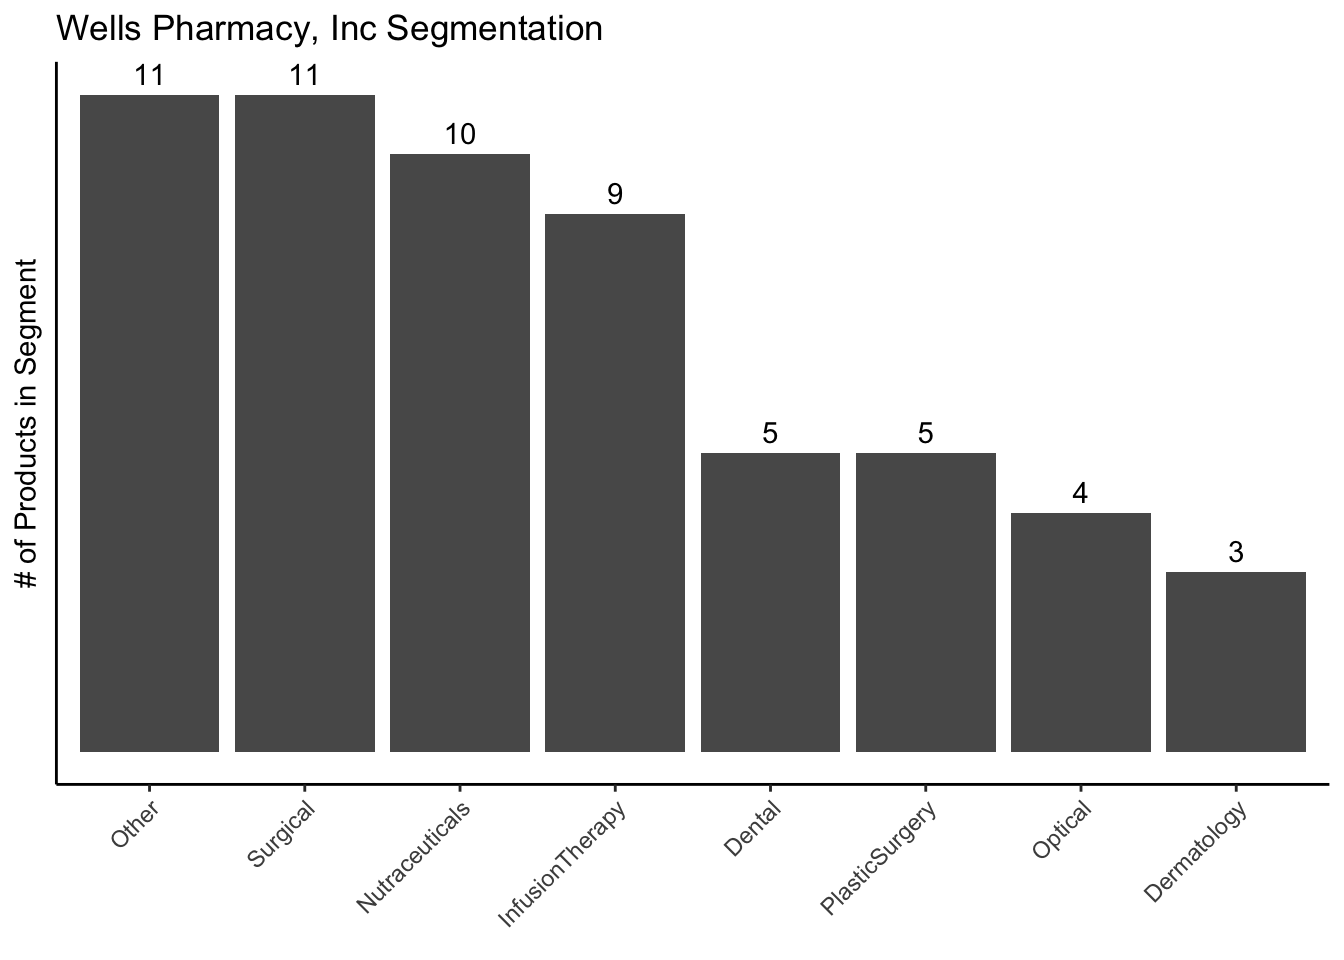 Wells Pharmacy, Inc Segmentation
# of Products in Segment
11
11
10
9
5
5
4
3
Other
Surgical
Nutraceuticals
InfusionTherapy
Dental
PlasticSurgery
Optical
Dermatology